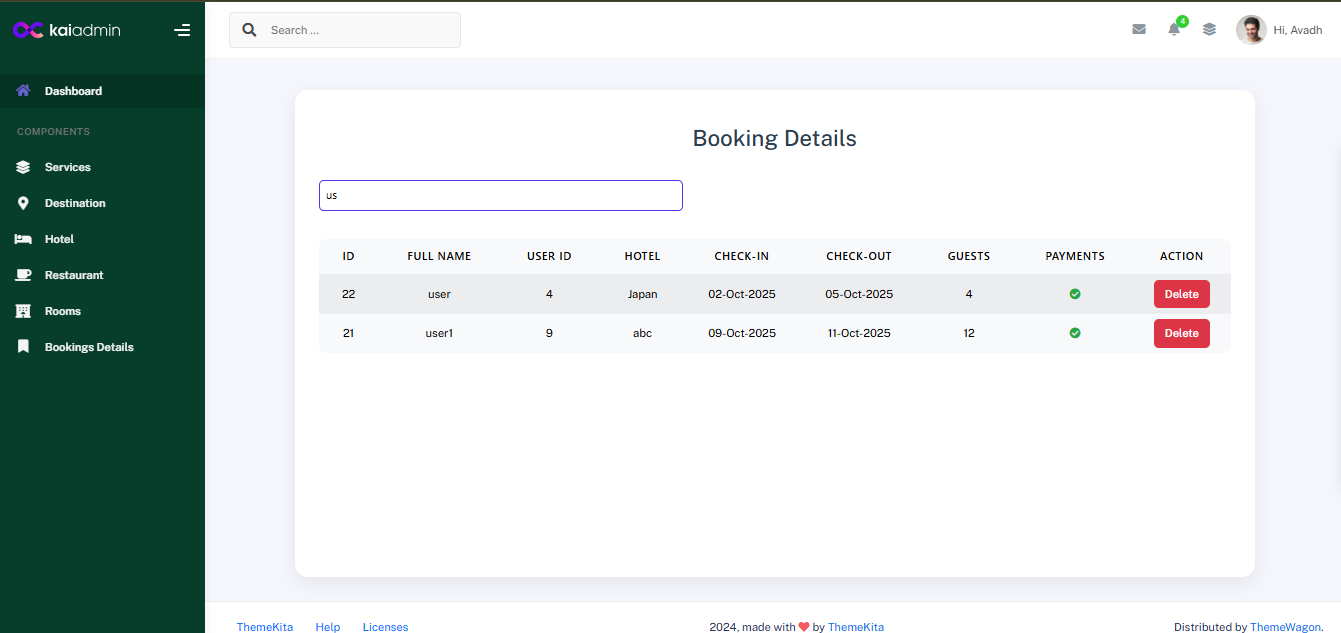 kaiadmin
Search ...
4
Hi, Avadh
Dashboard
COMPONENTS
Services
Destination
Hotel
Restaurant
Rooms
Bookings Details
Booking Details
us
ID FULL NAME USER ID HOTEL CHECK-IN CHECK-OUT GUESTS PAYMENTS ACTION
22 user 4 Japan 02-Oct-2025 05-Oct-2025 4 Delete
21 user1 9 abc 09-Oct-2025 11-Oct-2025 12 Delete
ThemeKita Help Licenses 2024, made with by ThemeKita Distributed by ThemeWagon.